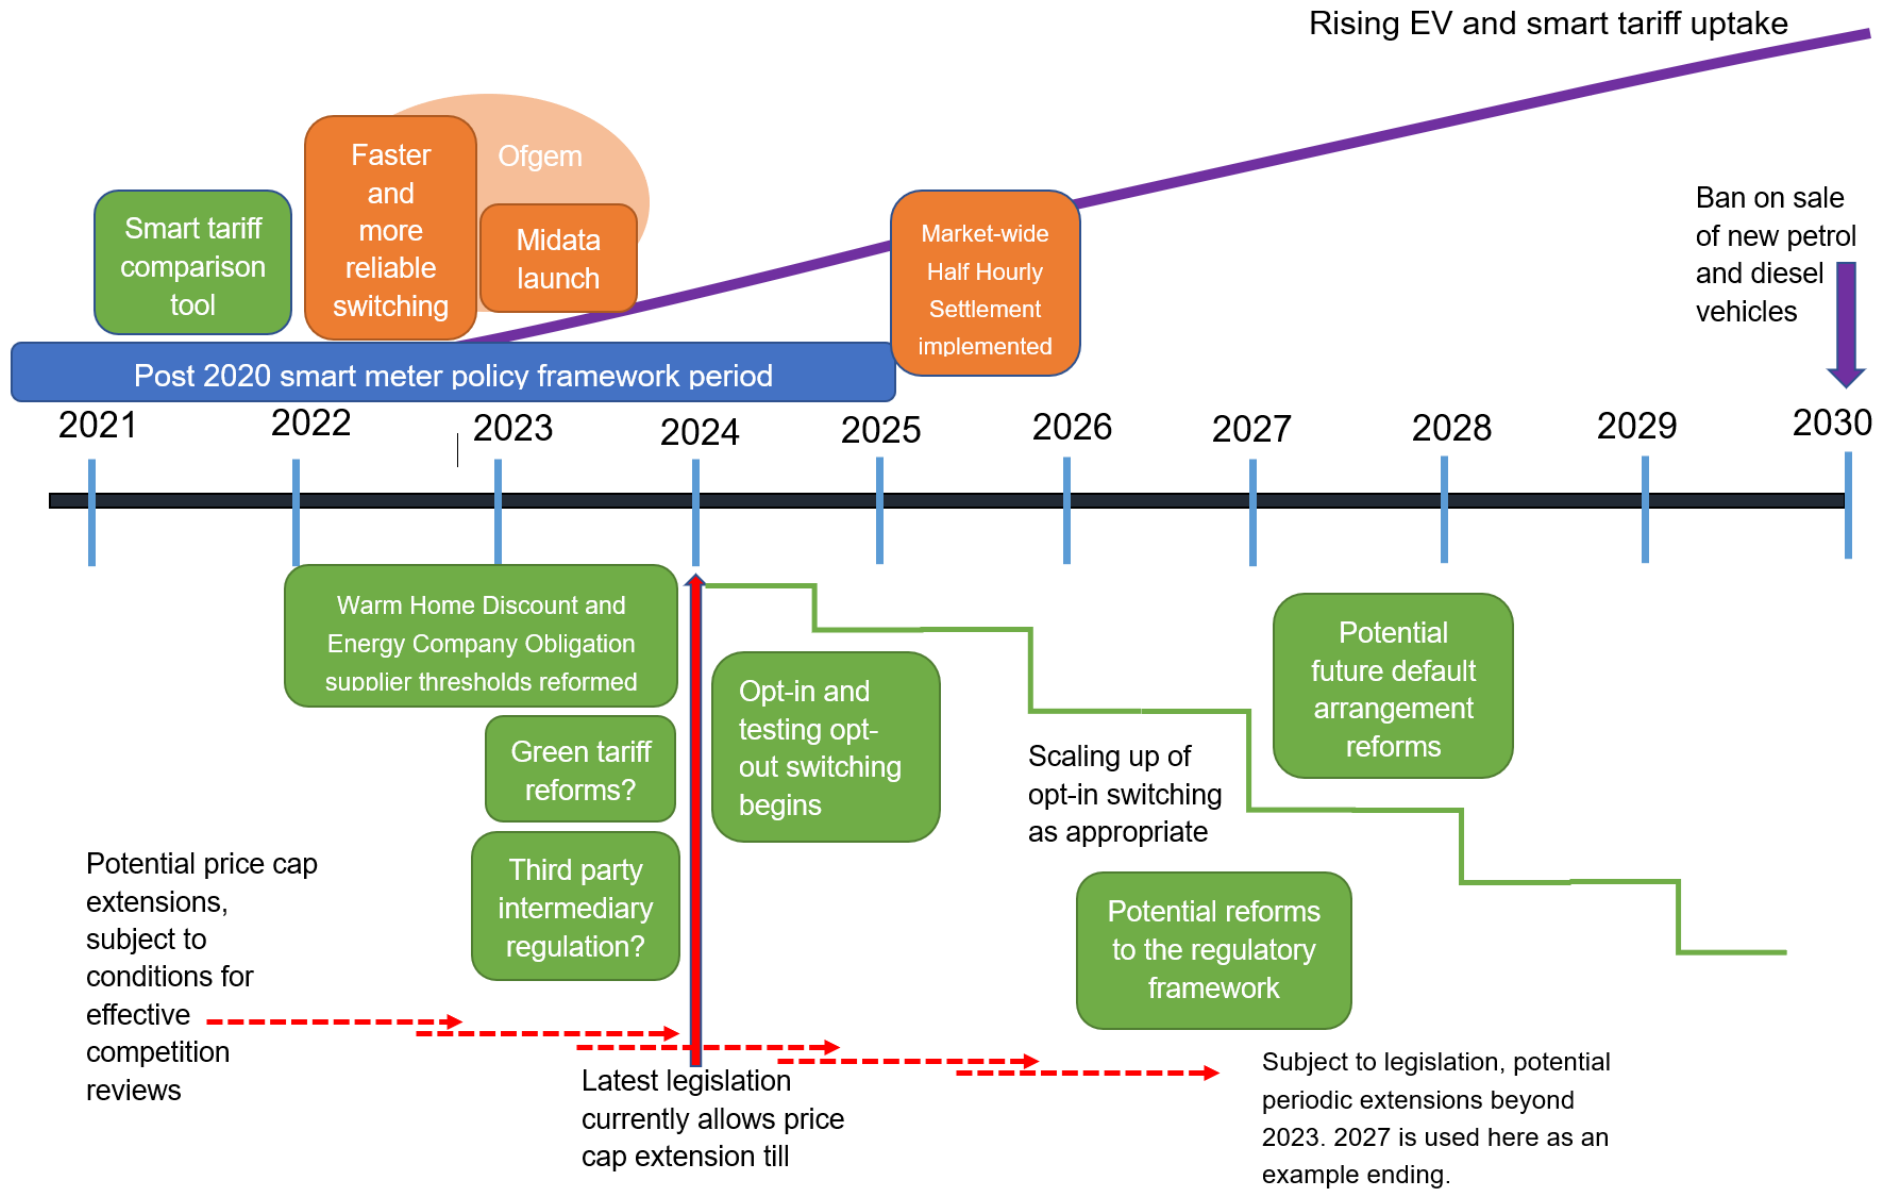 Rising EV and smart tariff uptake
Ofgem
Faster
and
more
reliable
switching
Smart tariff
comparison
tool
Midata
launch
Market-wide
Half Hourly
Settlement
implemented
Ban on sale
of new petrol
and diesel
vehicles
Post 2020 smart meter policy framework period
2021
2022
2023
2024
2025
2026
2027
2028
2029
2030
Warm Home Discount and
Energy Company Obligation
supplier thresholds reformed
Green tariff
reforms?
Third party
intermediary
regulation?
Opt-in and
testing opt-
out switching
begins
Scaling up of
opt-in switching
as appropriate
Potential
future default
arrangement
reforms
Potential reforms
to the regulatory
framework
Potential price cap
extensions,
subject to
conditions for
effective
competition
reviews
Latest legislation
currently allows price
cap extension till
Subject to legislation, potential
periodic extensions beyond
2023. 2027 is used here as an
example ending.